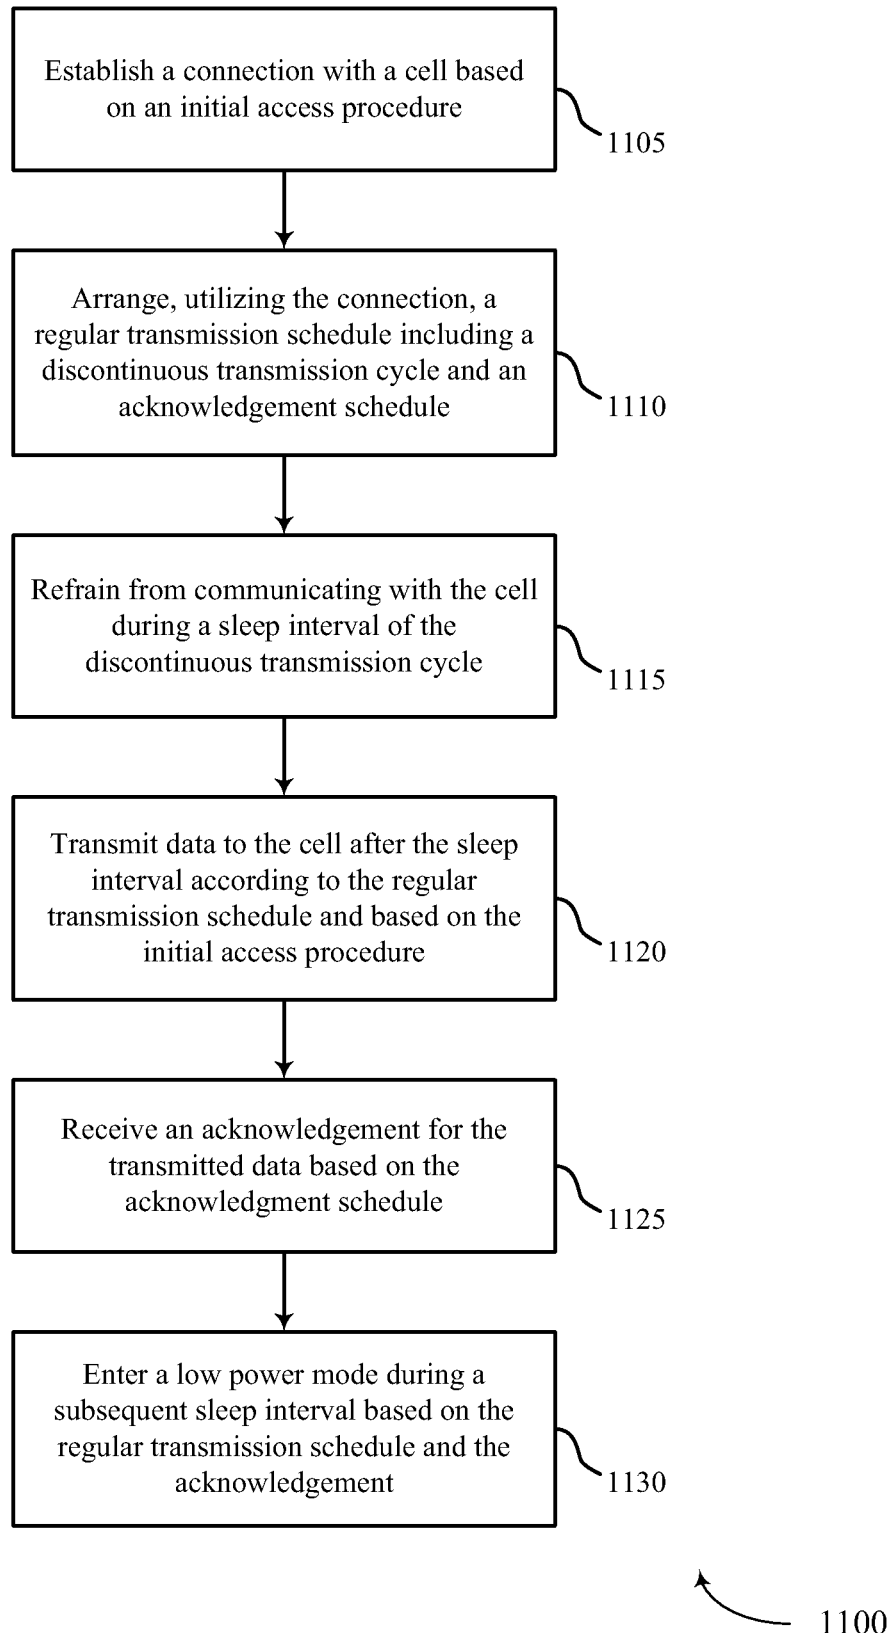 Establish a connection with a cell based
on an initial access procedure
1105
Arrange, utilizing the connection, a
regular transmission schedule including a
discontinuous transmission cycle and an
acknowledgement schedule
1110
Refrain from communicating with the cell
during a sleep interval of the
discontinuous transmission cycle
1115
Transmit data to the cell after the sleep
interval according to the regular
transmission schedule and based on the
initial access procedure
1120
Receive an acknowledgement for the
transmitted data based on the
acknowledgment schedule
1125
Enter a low power mode during a
subsequent sleep interval based on the
regular transmission schedule and the
acknowledgement
1130
1100